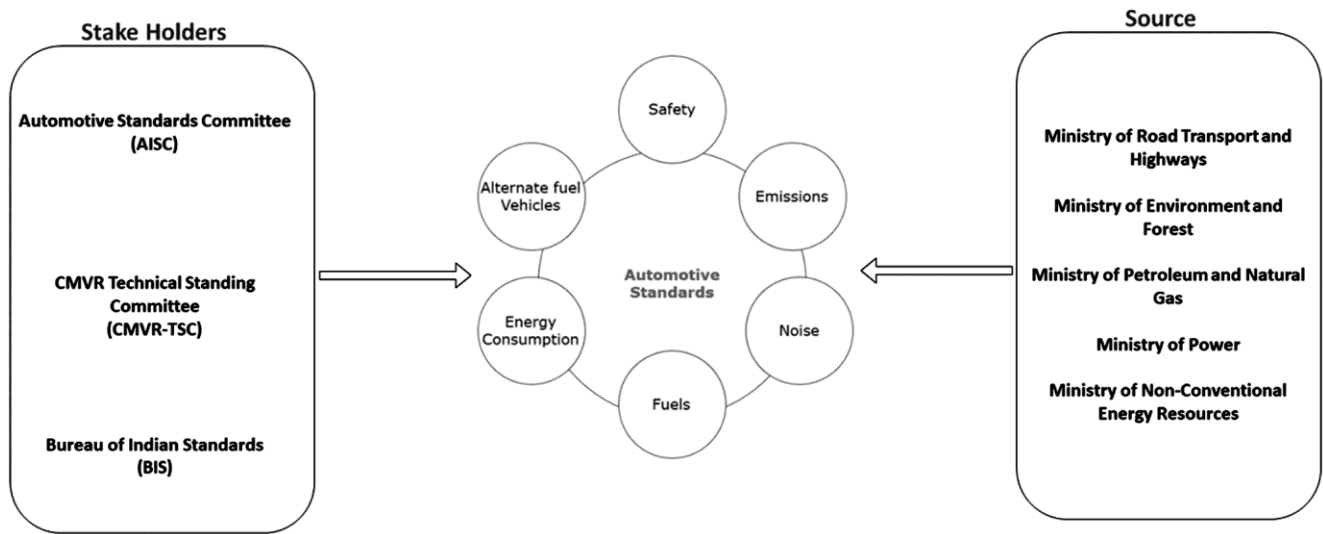 Stake Holders
Automotive Standards Committee
(AISC)
CMVR Technical Standing
Committee
(CMVR-TSC)
Bureau of Indian Standards
(BIS)
Safety
Alternate fuel
Vehicles
Emissions
Automotive
Standards
Energy
Consumption
Noise
Fuels
Source
Ministry of Road Transport and
Highways
Ministry of Environment and
Forest
Ministry of Petroleum and Natural
Gas
Ministry of Power
Ministry of Non-Conventional
Energy Resources